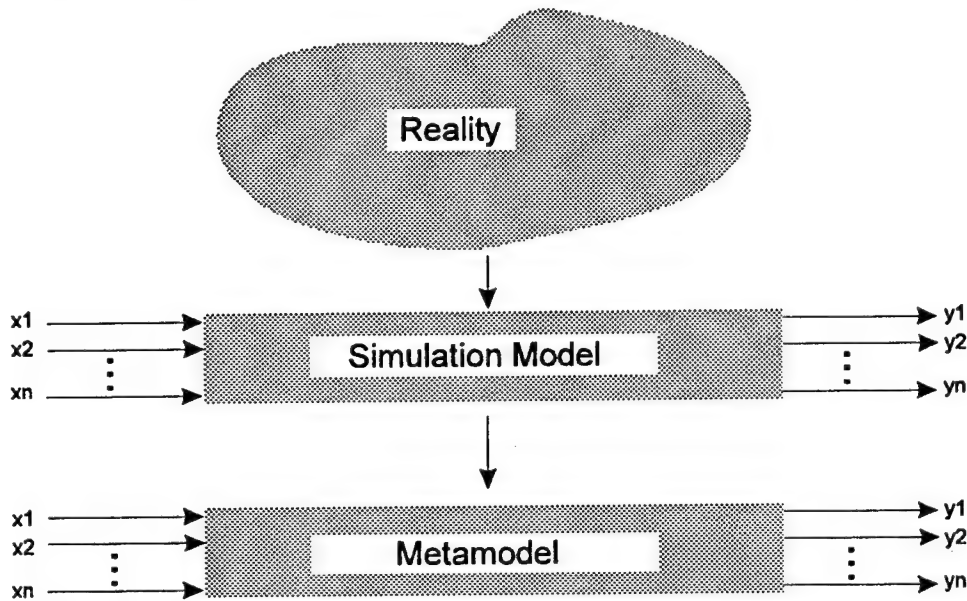 Reality
x1
y1
x2
Simulation Model
y2
xn
yn
x1
y1
x2
Metamodel
y2
xn
yn